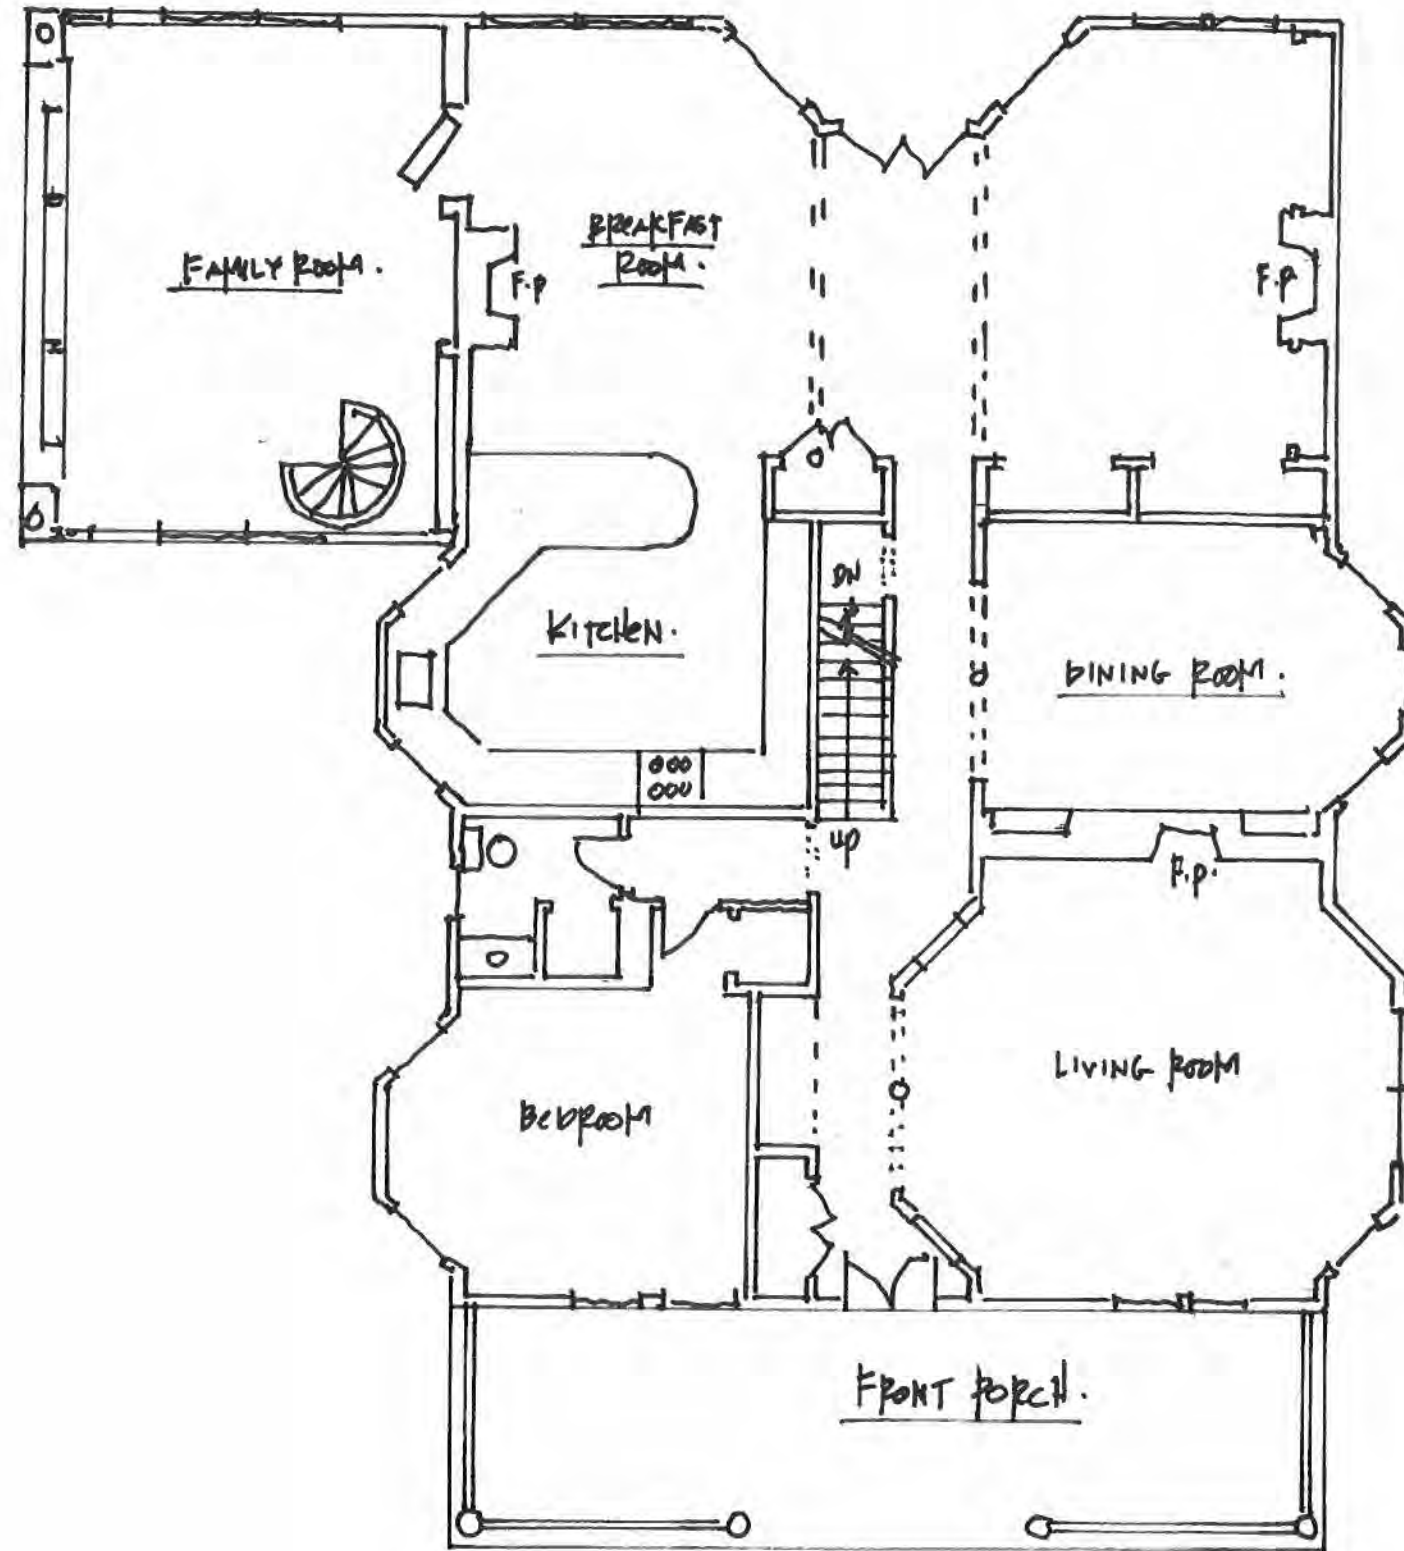 FAMILY ROOM.
BREAKFAST
ROOM.
F.P
F.P
KITCHEN.
DN
DINING ROOM.
UP
F.P.
LIVING ROOM
BEDROOM
FRONT PORCH.